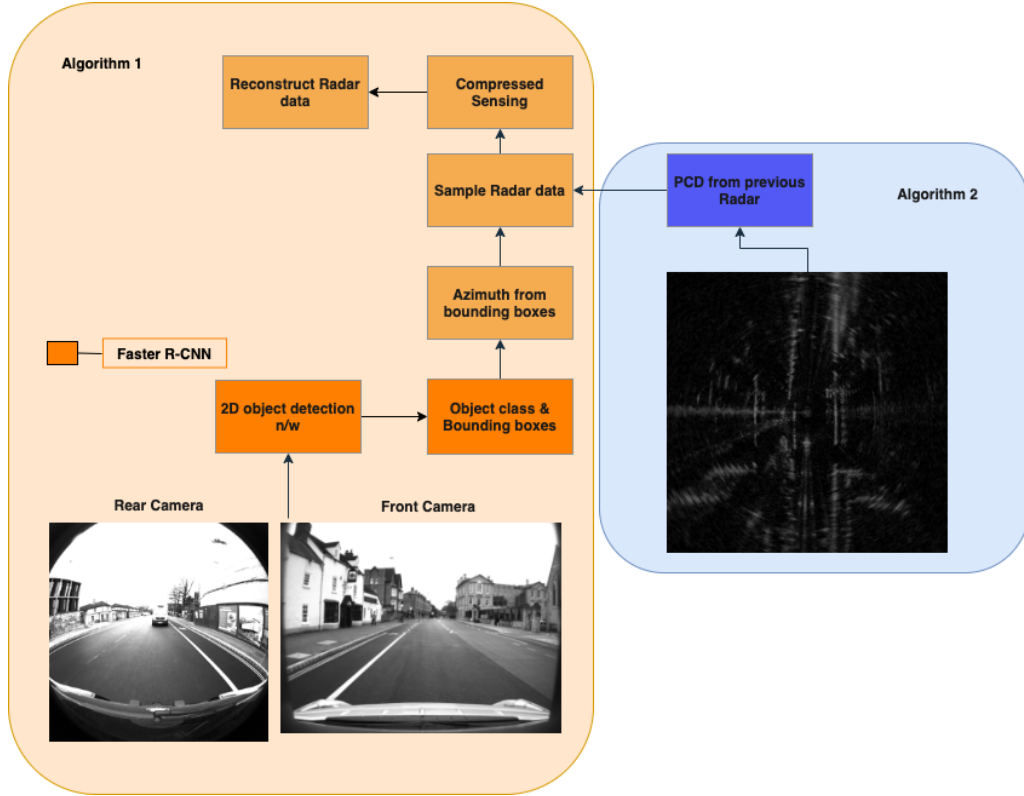 Algorithm 1
Reconstruct Radar
data
Compressed
Sensing
Sample Radar data
PCD from previous
Radar
Algorithm 2
Azimuth from
bounding boxes
Faster R-CNN
2D object detection
n/w
Object class &
Bounding boxes
Rear Camera
Front Camera